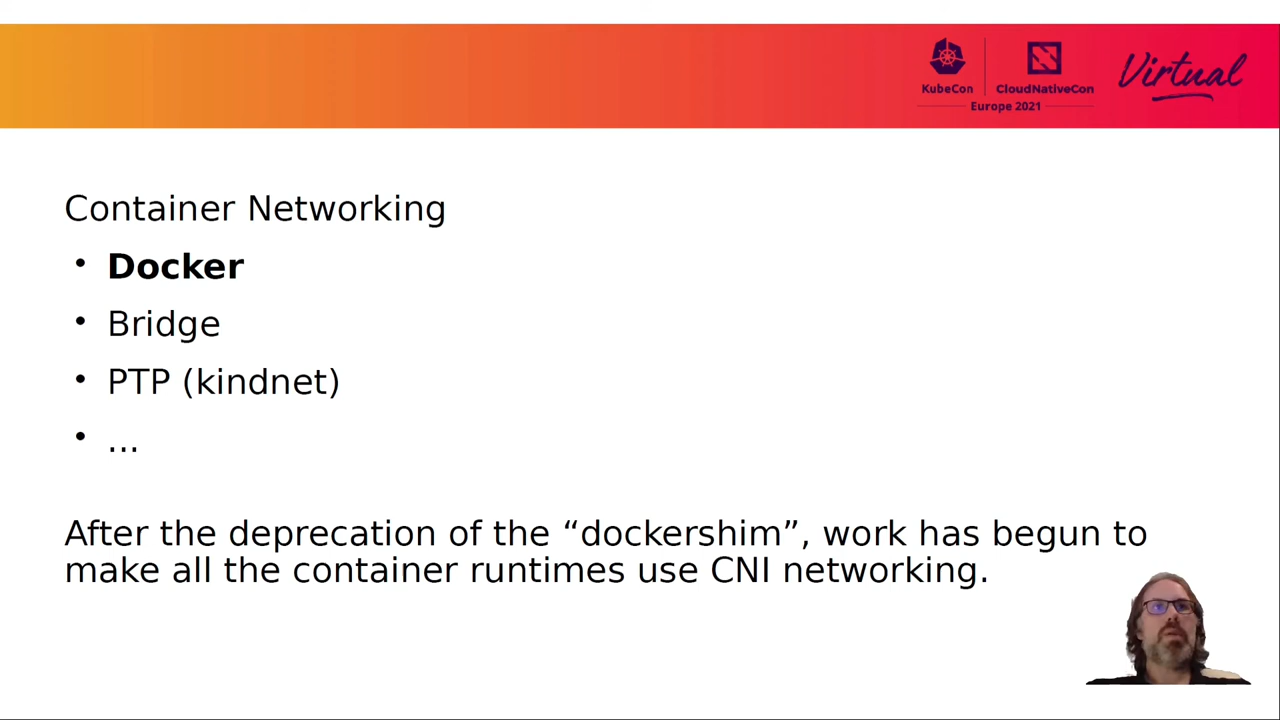 KubeCon
CloudNativeCon
Europe 2021
Virtual
Container Networking
• Docker
• Bridge
• PTP (kindnet)
• ...
After the deprecation of the “dockershim”, work has begun to
make all the container runtimes use CNI networking.